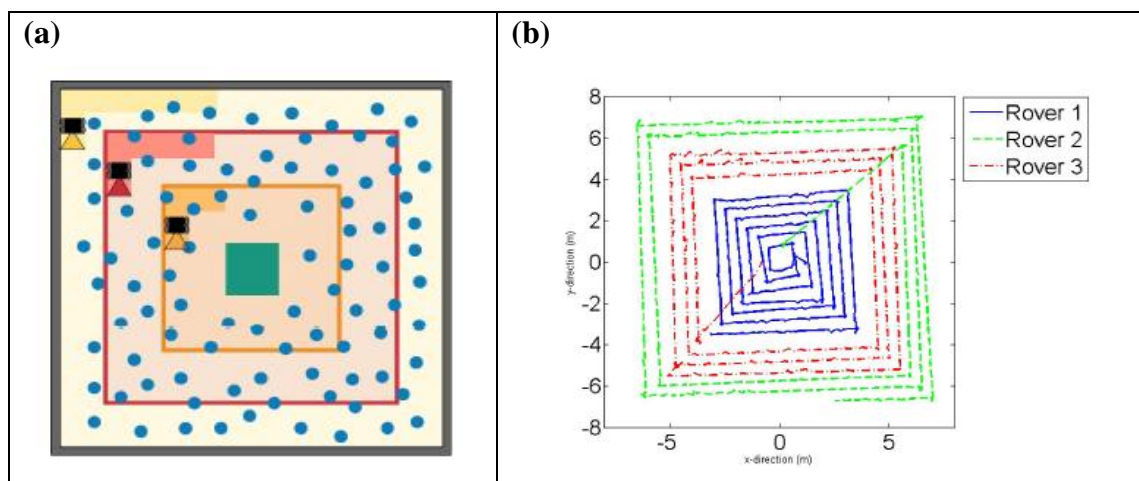 (a)
(b)
8
6
4
2
0
-2
-4
-6
-8
-5
0
5
y-direction (m)
x-direction (m)
Rover 1
Rover 2
Rover 3